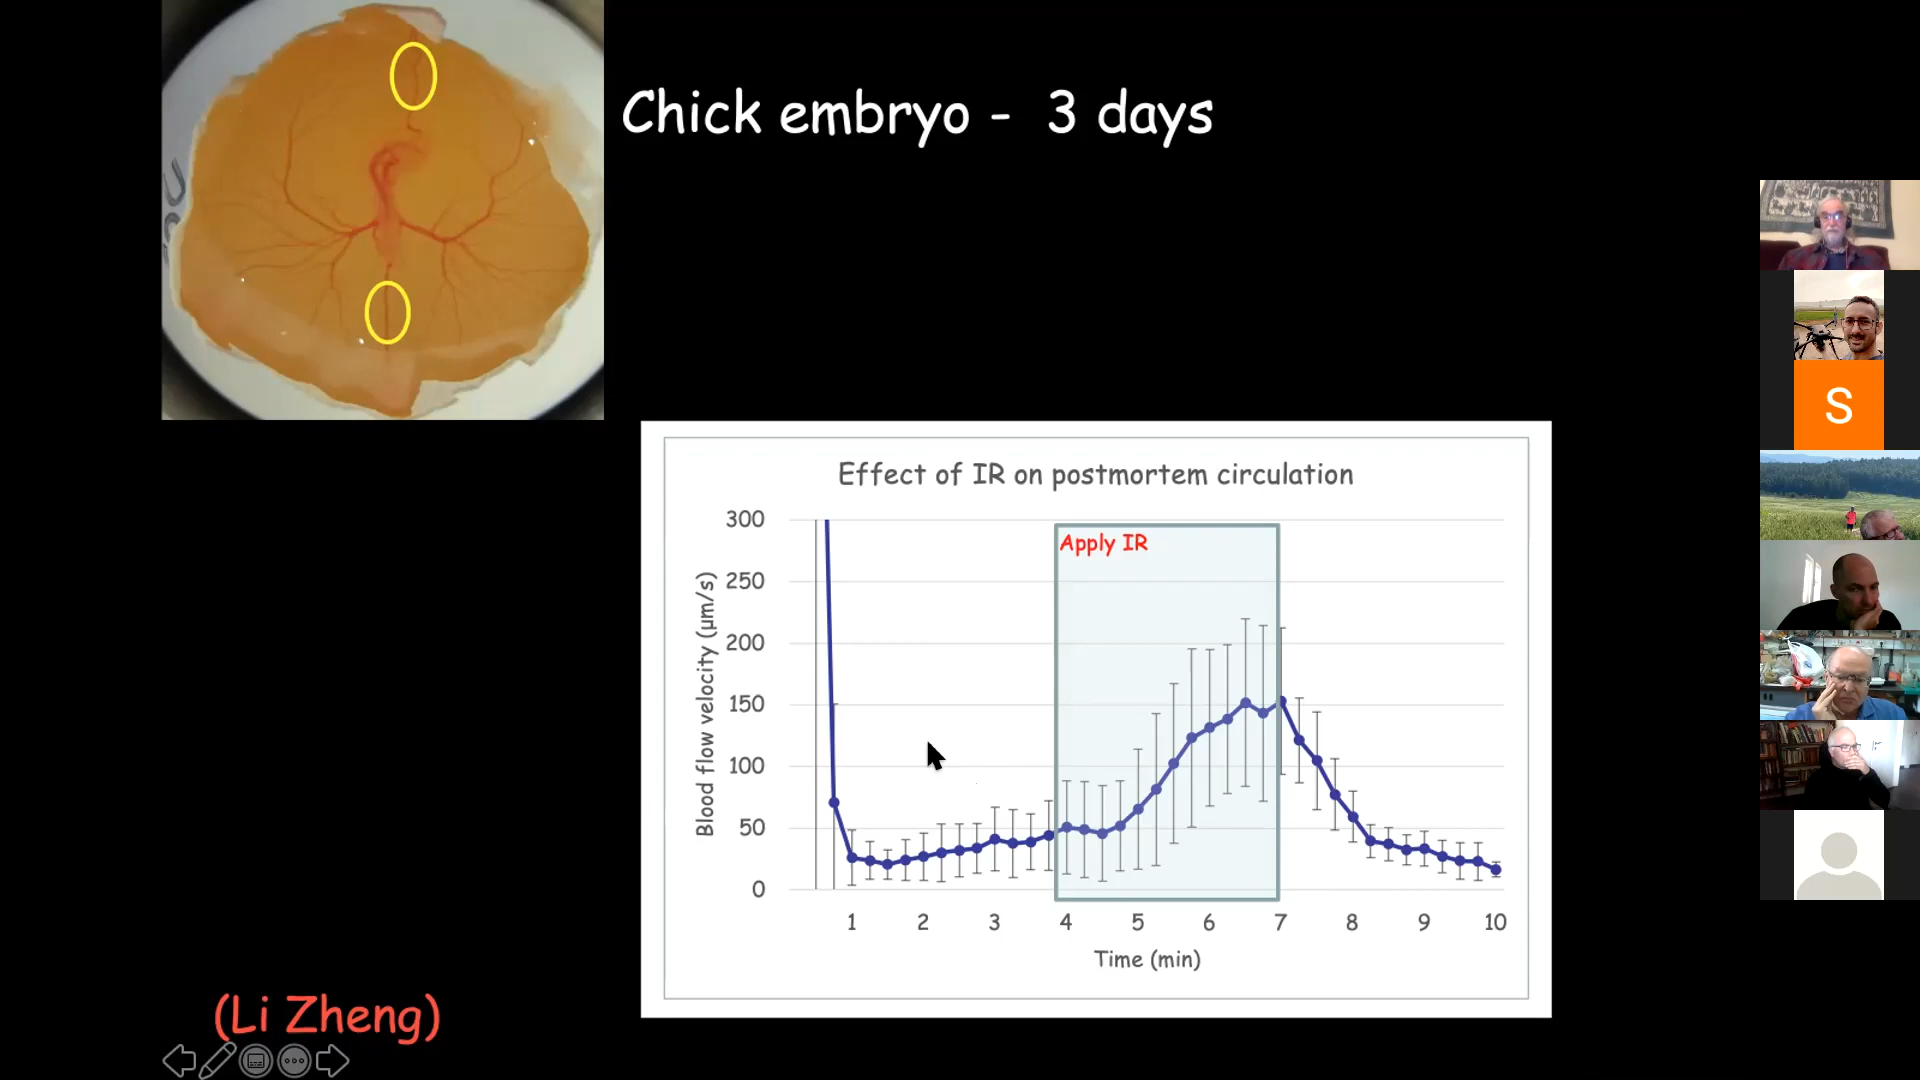 Chick embryo - 3 days
Effect of IR on postmortem circulation
Apply IR
Blood flow velocity (µm/s)
300
250
200
150
100
50
0
1 2 3 4 5 6 7 8 9 10
Time (min)
(Li Zheng)
S